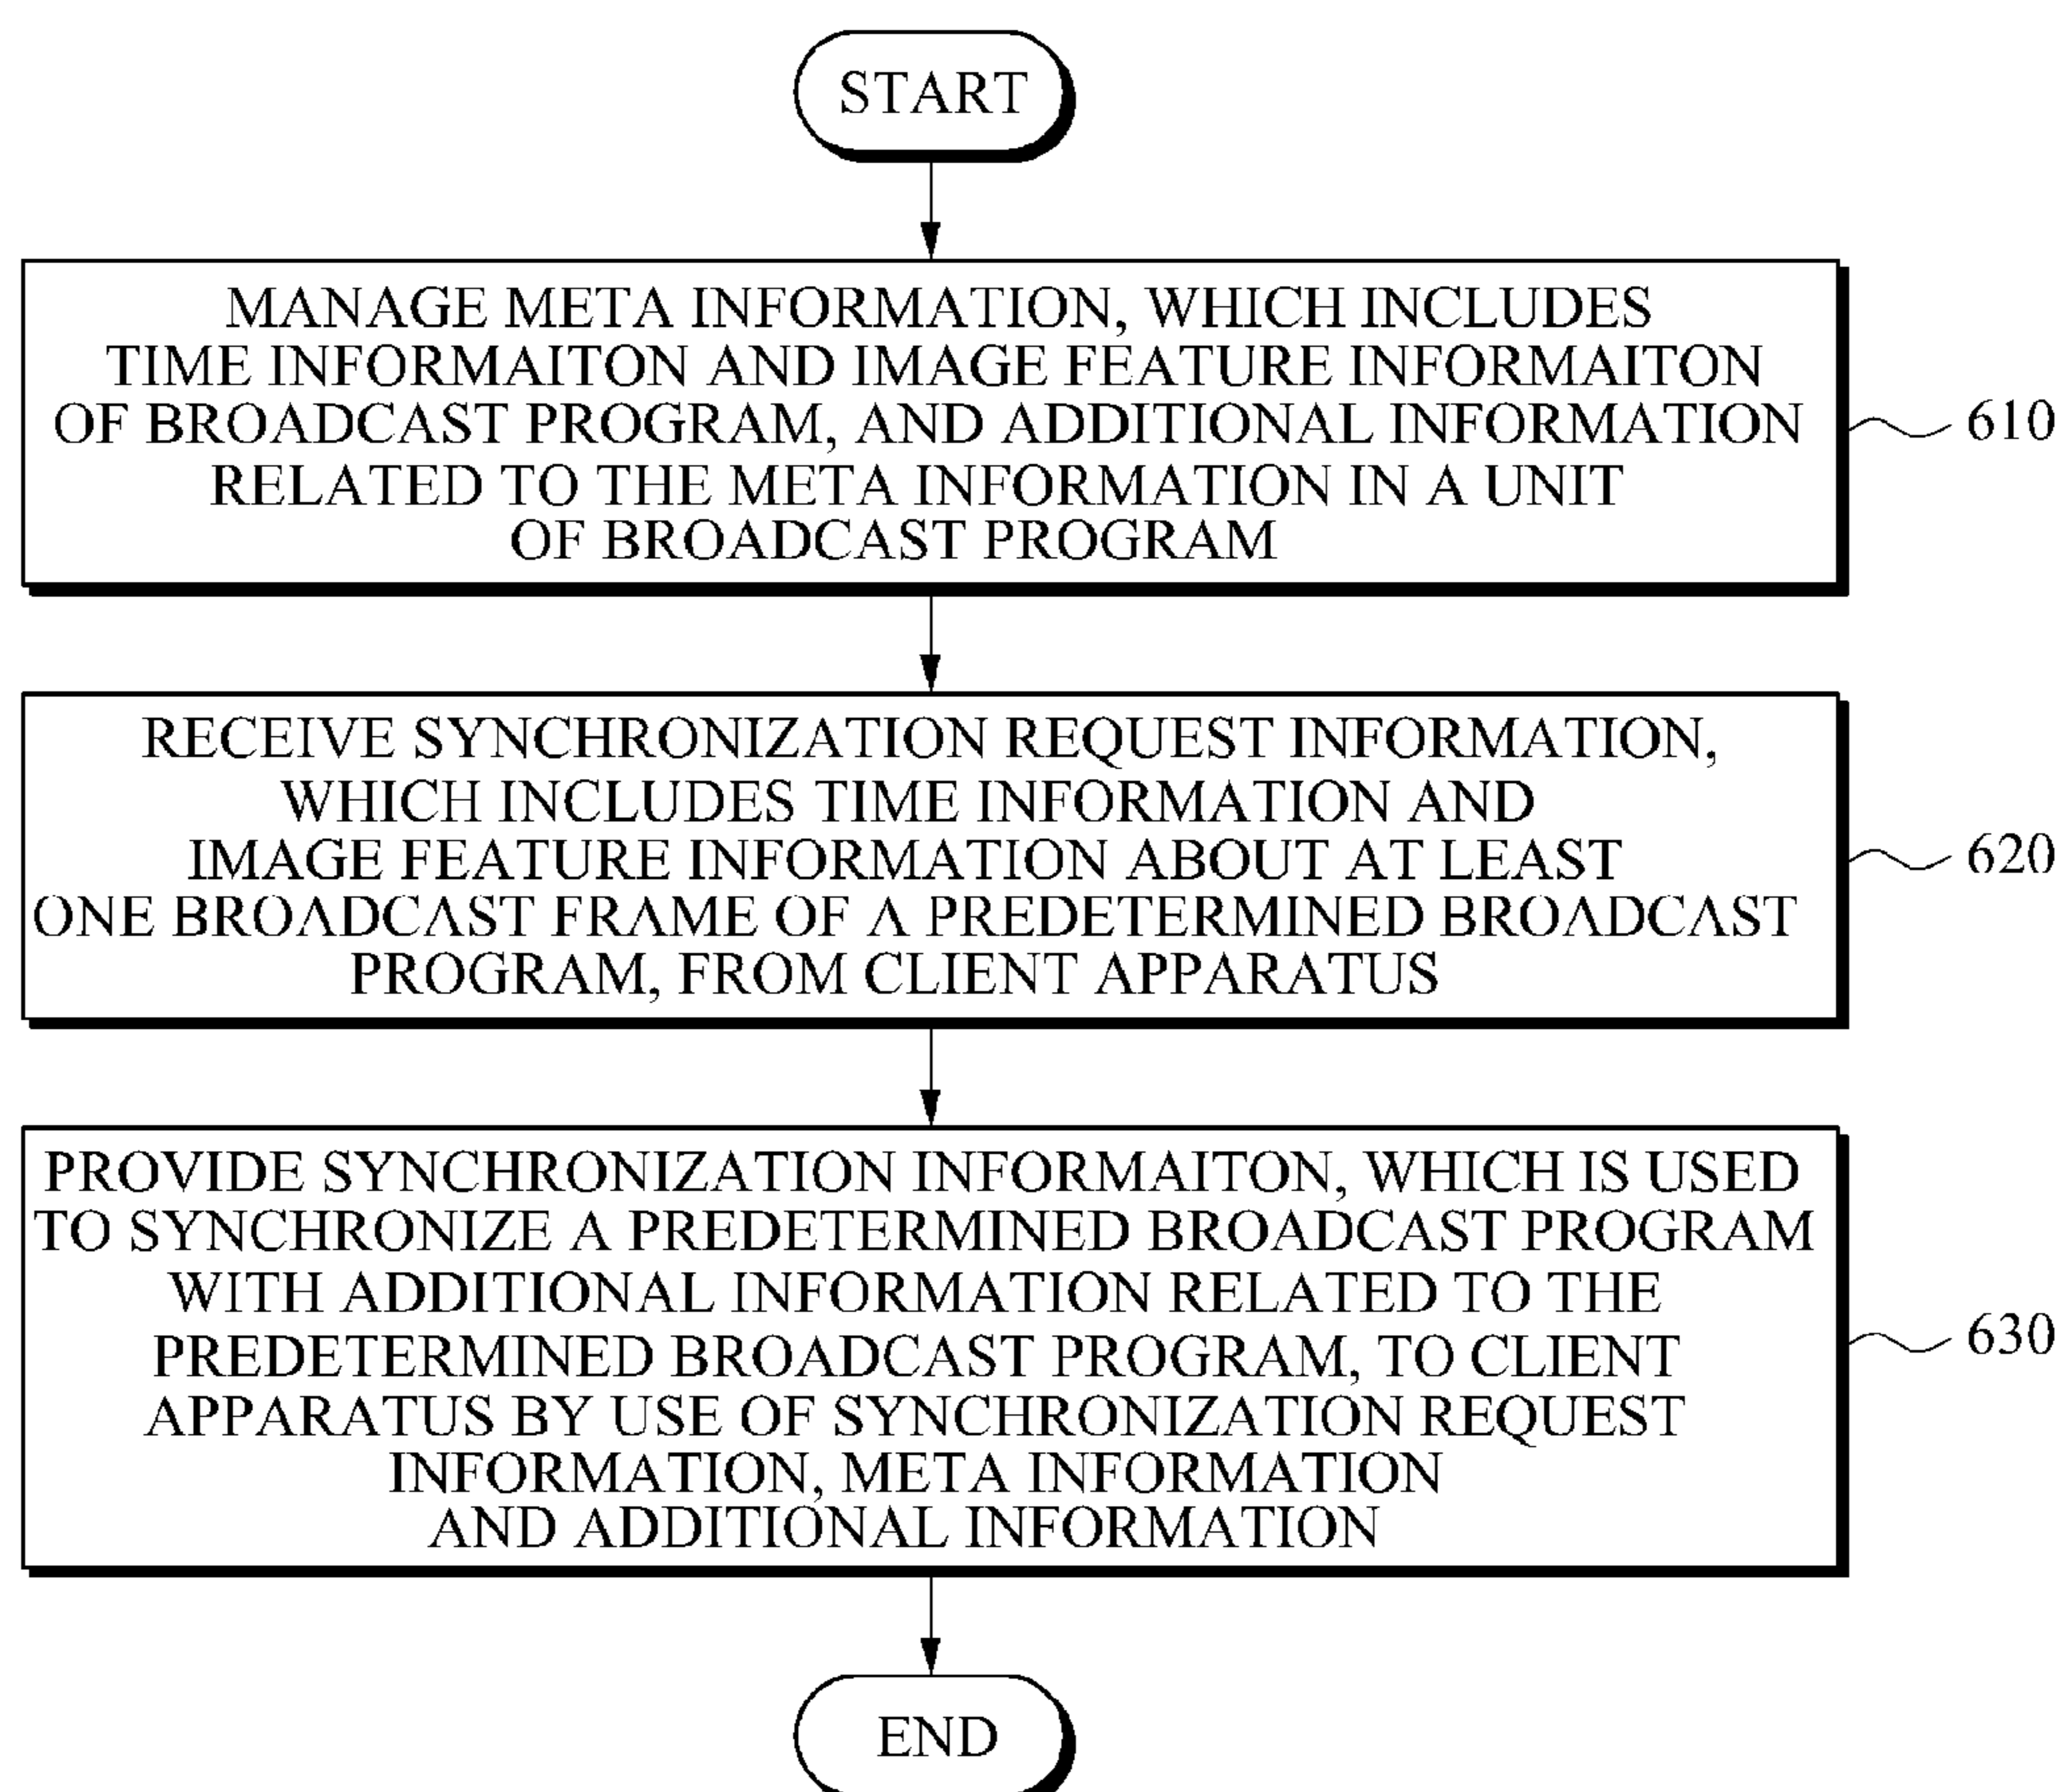 START
MANAGE META INFORMATION, WHICH INCLUDES
TIME INFORMAITON AND IMAGE FEATURE INFORMAITON
OF BROADCAST PROGRAM, AND ADDITIONAL INFORMATION
RELATED TO THE META INFORMATION IN A UNIT
OF BROADCAST PROGRAM
610
RECEIVE SYNCHRONIZATION REQUEST INFORMATION,
WHICH INCLUDES TIME INFORMATION AND
IMAGE FEATURE INFORMATION ABOUT AT LEAST
ONE BROADCAST FRAME OF A PREDETERMINED BROADCAST
PROGRAM, FROM CLIENT APPARATUS
620
PROVIDE SYNCHRONIZATION INFORMAITON, WHICH IS USED
TO SYNCHRONIZE A PREDETERMINED BROADCAST PROGRAM
WITH ADDITIONAL INFORMATION RELATED TO THE
PREDETERMINED BROADCAST PROGRAM, TO CLIENT
APPARATUS BY USE OF SYNCHRONIZATION REQUEST
INFORMATION, META INFORMATION
AND ADDITIONAL INFORMATION
630
END